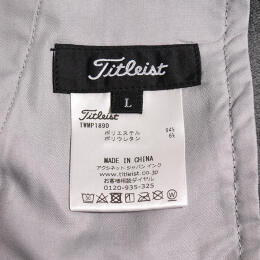 Titleist
L
Titleist
TWMP1890
ポリエステル 94%
ポリウレタン 6%
MADE IN CHINA
アクシネット ジャパン インク
www.titleist.co.jp
お客様相談ダイヤル
0120-935-325